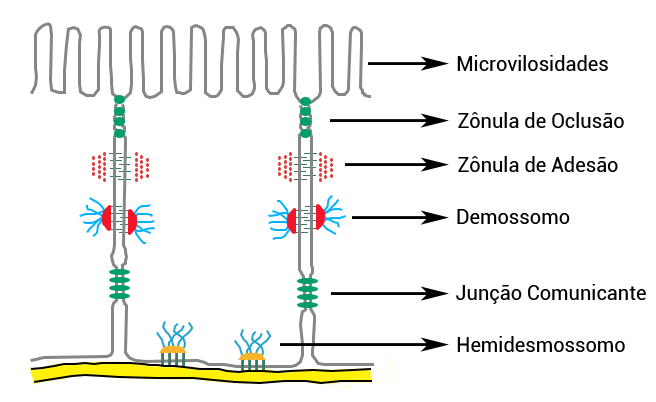 Microvilosidades
Zônula de Oclusão
Zônula de Adesão
Demossomo
Junção Comunicante
Hemidesmossomo